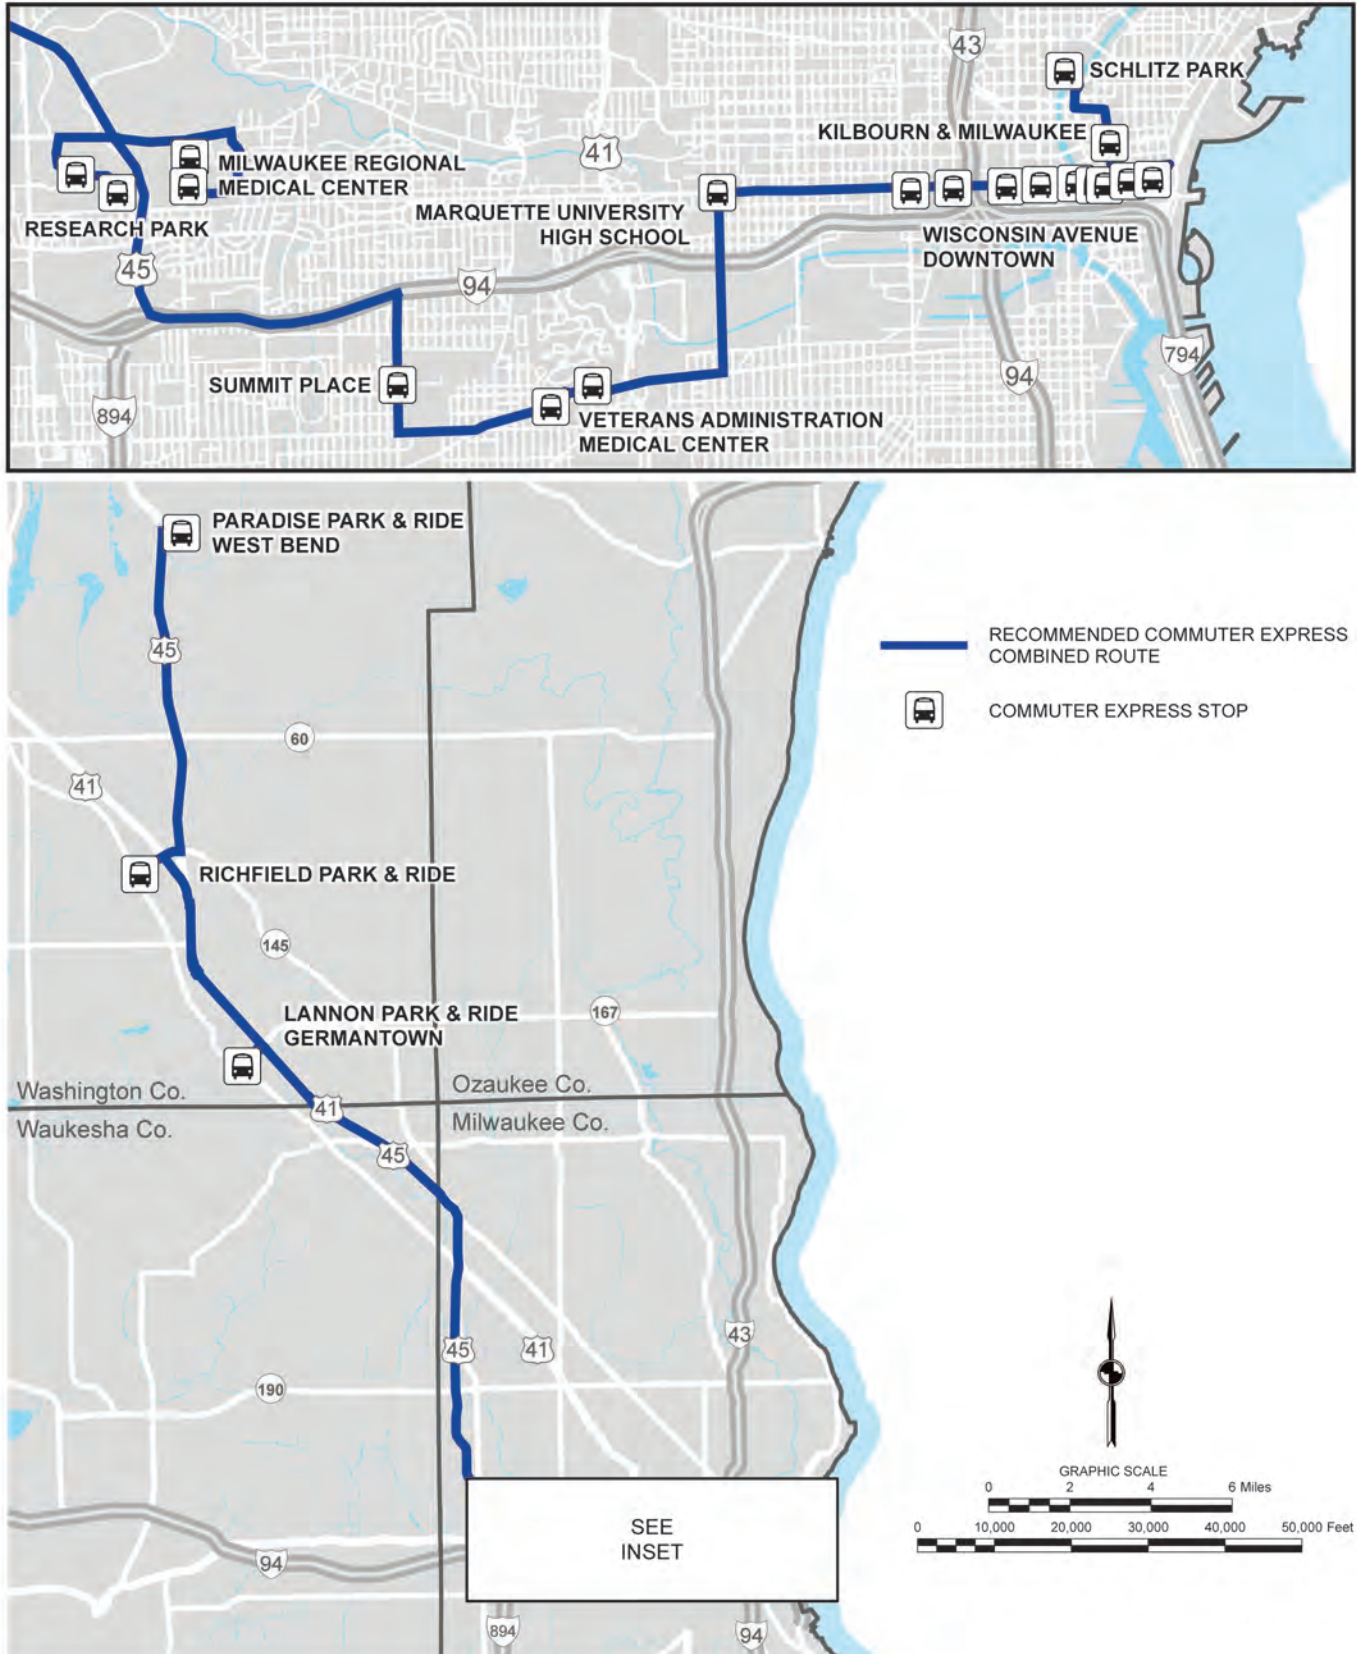 43
SCHLITZ PARK
KILBOURN & MILWAUKEE
41
MILWAUKEE REGIONAL
MEDICAL CENTER
MARQUETTE UNIVERSITY
HIGH SCHOOL
RESEARCH PARK
WISCONSIN AVENUE
DOWNTOWN
45
94
794
94
SUMMIT PLACE
894
VETERANS ADMINISTRATION
MEDICAL CENTER
PARADISE PARK & RIDE
WEST BEND
RECOMMENDED COMMUTER EXPRESS
COMBINED ROUTE
45
COMMUTER EXPRESS STOP
60
41
RICHFIELD PARK & RIDE
145
LANNON PARK & RIDE
GERMANTOWN
167
Washington Co.
Ozaukee Co.
41
Waukesha Co.
Milwaukee Co.
45
43
45
41
190
GRAPHIC SCALE
0 2 4 6 Miles
0 10,000 20,000 30,000 40,000 50,000 Feet
SEE
INSET
94
894
94